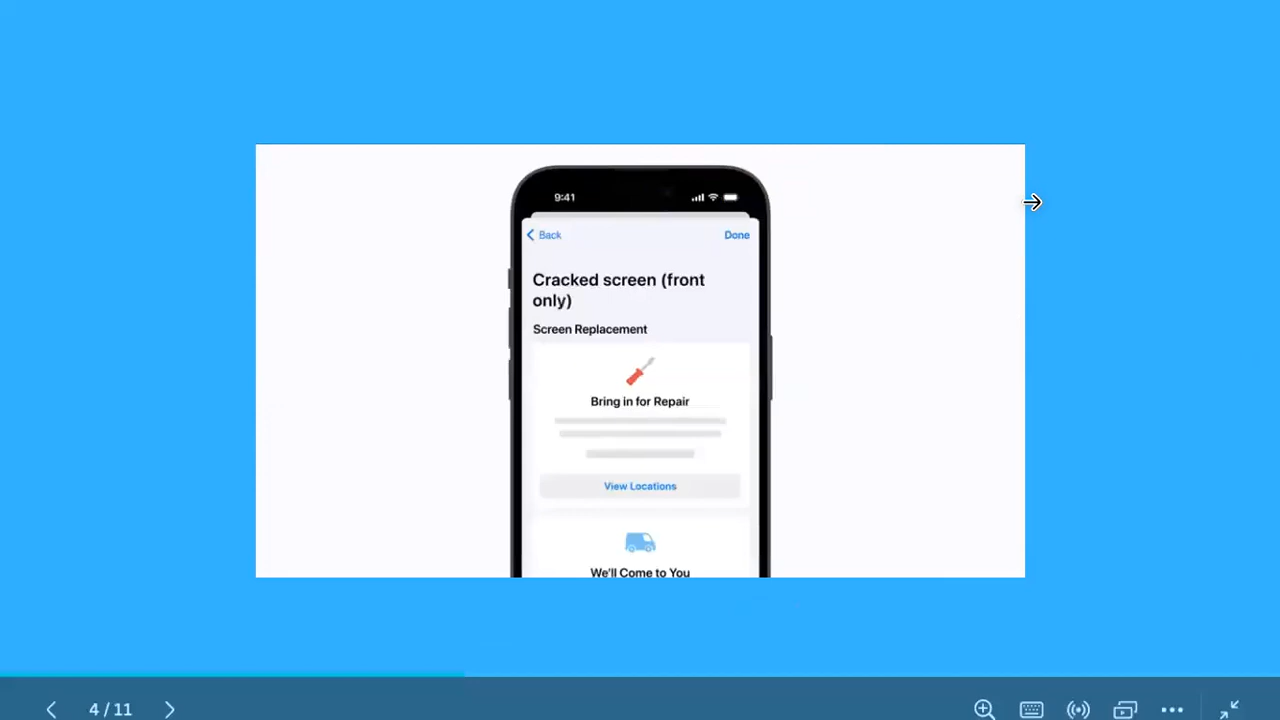 9:41
Back
Done
Cracked screen (front
only)
Screen Replacement
Bring in for Repair
View Locations
We'll Come to You
4 / 11